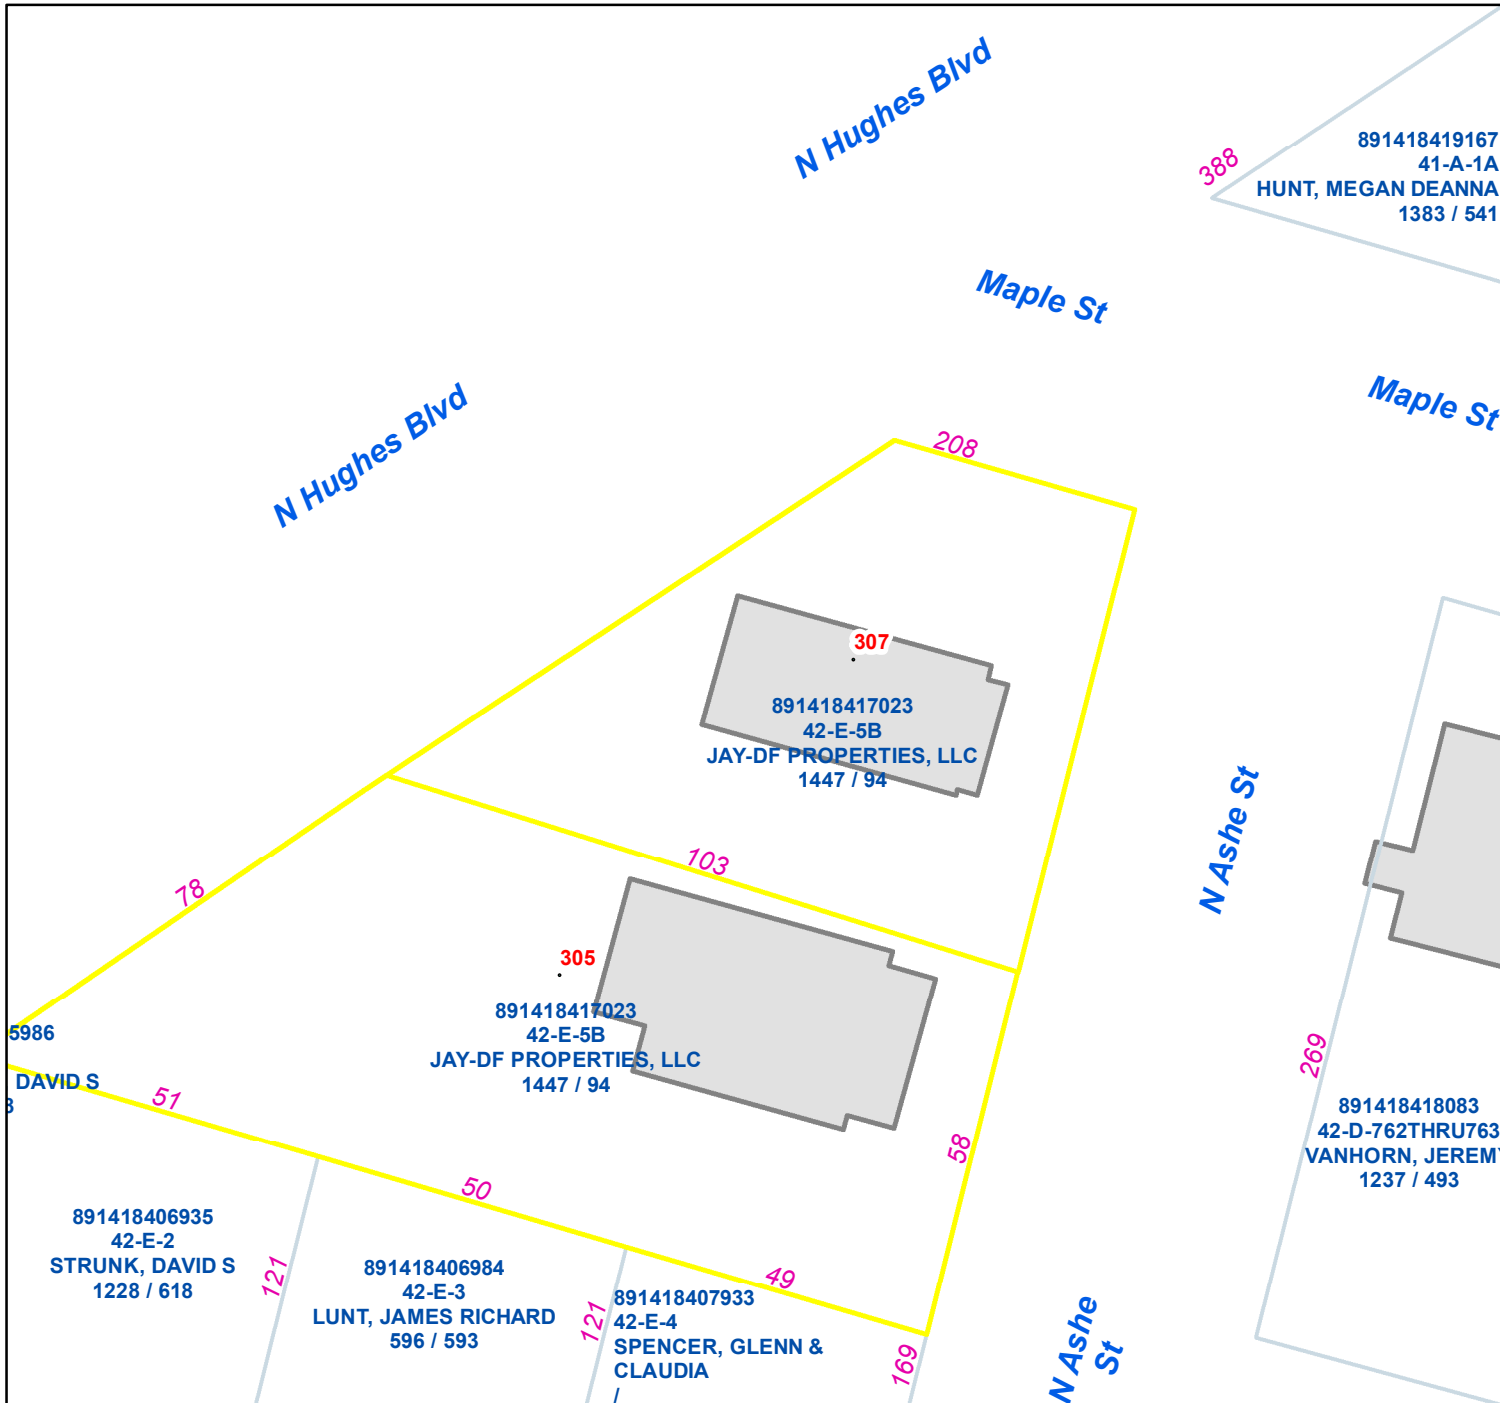 N Hughes Blvd
388
891418419167
41-A-1A
HUNT, MEGAN DEANNA
1383 / 541
Maple St
Maple St
N Hughes Blvd
208
307
891418417023
42-E-5B
JAY-DF PROPERTIES, LLC
1447 / 94
N Ashe St
103
78
305
891418417023
42-E-5B
JAY-DF PROPERTIES, LLC
1447 / 94
5986
DAVID S
51
58
269
891418418083
42-D-762THRU763
VANHORN, JEREMY
1237 / 493
50
891418406935
42-E-2
STRUNK, DAVID S
1228 / 618
121
891418406984
42-E-3
LUNT, JAMES RICHARD
596 / 593
121
49
891418407933
42-E-4
SPENCER, GLENN &
CLAUDIA
/
169
N Ashe
St